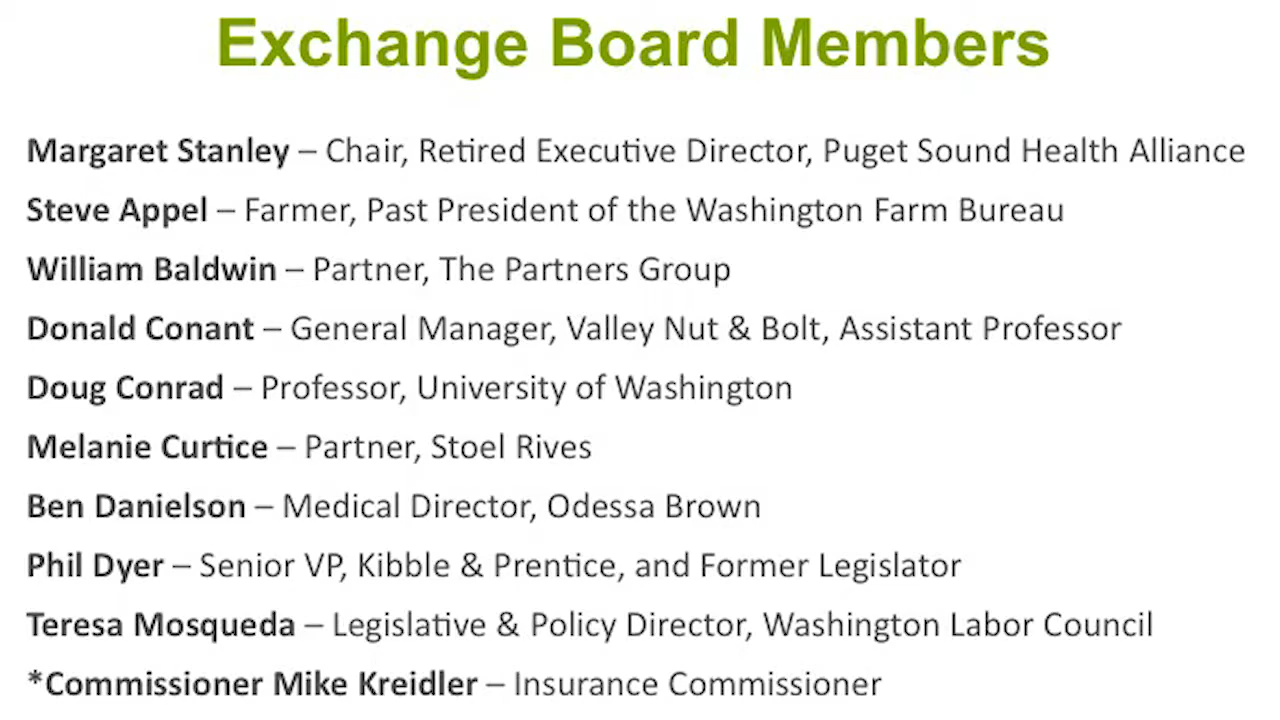 Exchange Board Members
Margaret Stanley – Chair, Retired Executive Director, Puget Sound Health Alliance
Steve Appel – Farmer, Past President of the Washington Farm Bureau
William Baldwin – Partner, The Partners Group
Donald Conant – General Manager, Valley Nut & Bolt, Assistant Professor
Doug Conrad – Professor, University of Washington
Melanie Curtice – Partner, Stoel Rives
Ben Danielson – Medical Director, Odessa Brown
Phil Dyer – Senior VP, Kibble & Prentice, and Former Legislator
Teresa Mosqueda – Legislative & Policy Director, Washington Labor Council
*Commissioner Mike Kreidler – Insurance Commissioner